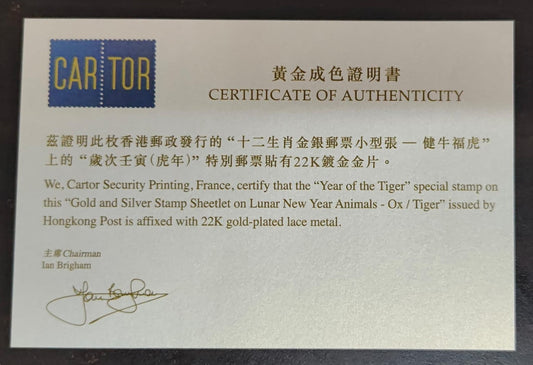 CARTOR
黃金成色證明書
CERTIFICATE OF AUTHENTICITY
茲證明此枚香港郵政發行的“十二生肖金銀郵票小型張 — 健牛福虎”
上的“歲次壬寅(虎年)”特別郵票貼有22K鍍金金片。
We, Cartor Security Printing, France, certify that the “Year of the Tiger” special stamp on
this “Gold and Silver Stamp Sheetlet on Lunar New Year Animals - Ox / Tiger” issued by
Hongkong Post is affixed with 22K gold-plated lace metal.
主席 Chairman
Ian Brigham